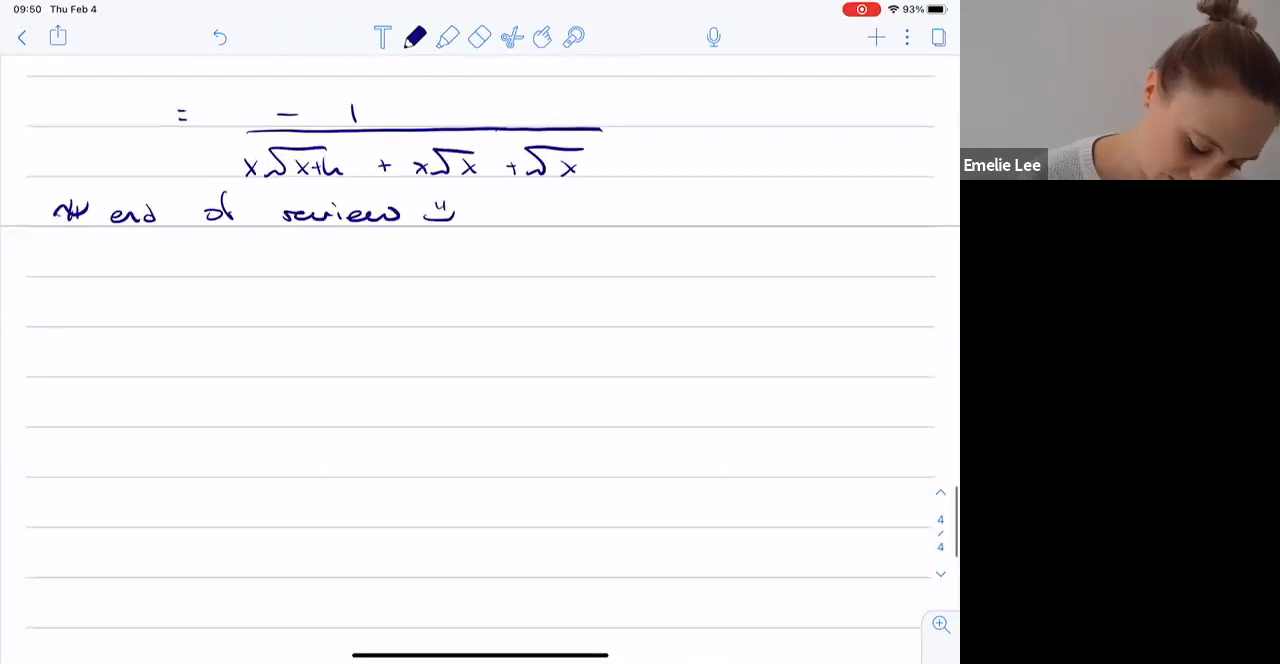 09:50 Thu Feb 4
93%
T
= - 1
x√x+h + x√x + √x
end of review
Emelie Lee
4
/
4